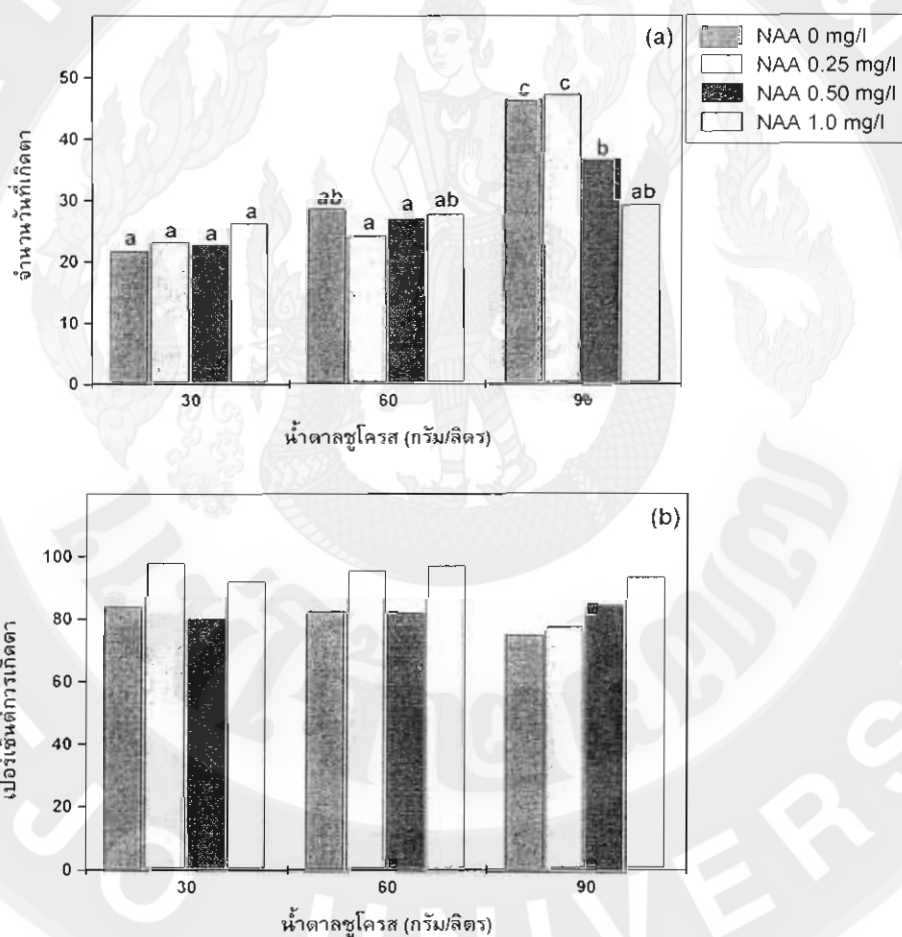 (a)
NAA 0 mg/l
NAA 0.25 mg/l
NAA 0.50 mg/l
NAA 1.0 mg/l
จำนวนวันที่เกิดตา
50
40
30
20
10
0
a a a a
ab a a ab
c c b ab
30 60 90
น้ำตาลซูโครส (กรัม/ลิตร)
(b)
เปอร์เซ็นต์การเกิดตา
100
80
60
40
20
0
30 60 90
น้ำตาลซูโครส (กรัม/ลิตร)
JO UNIVERS